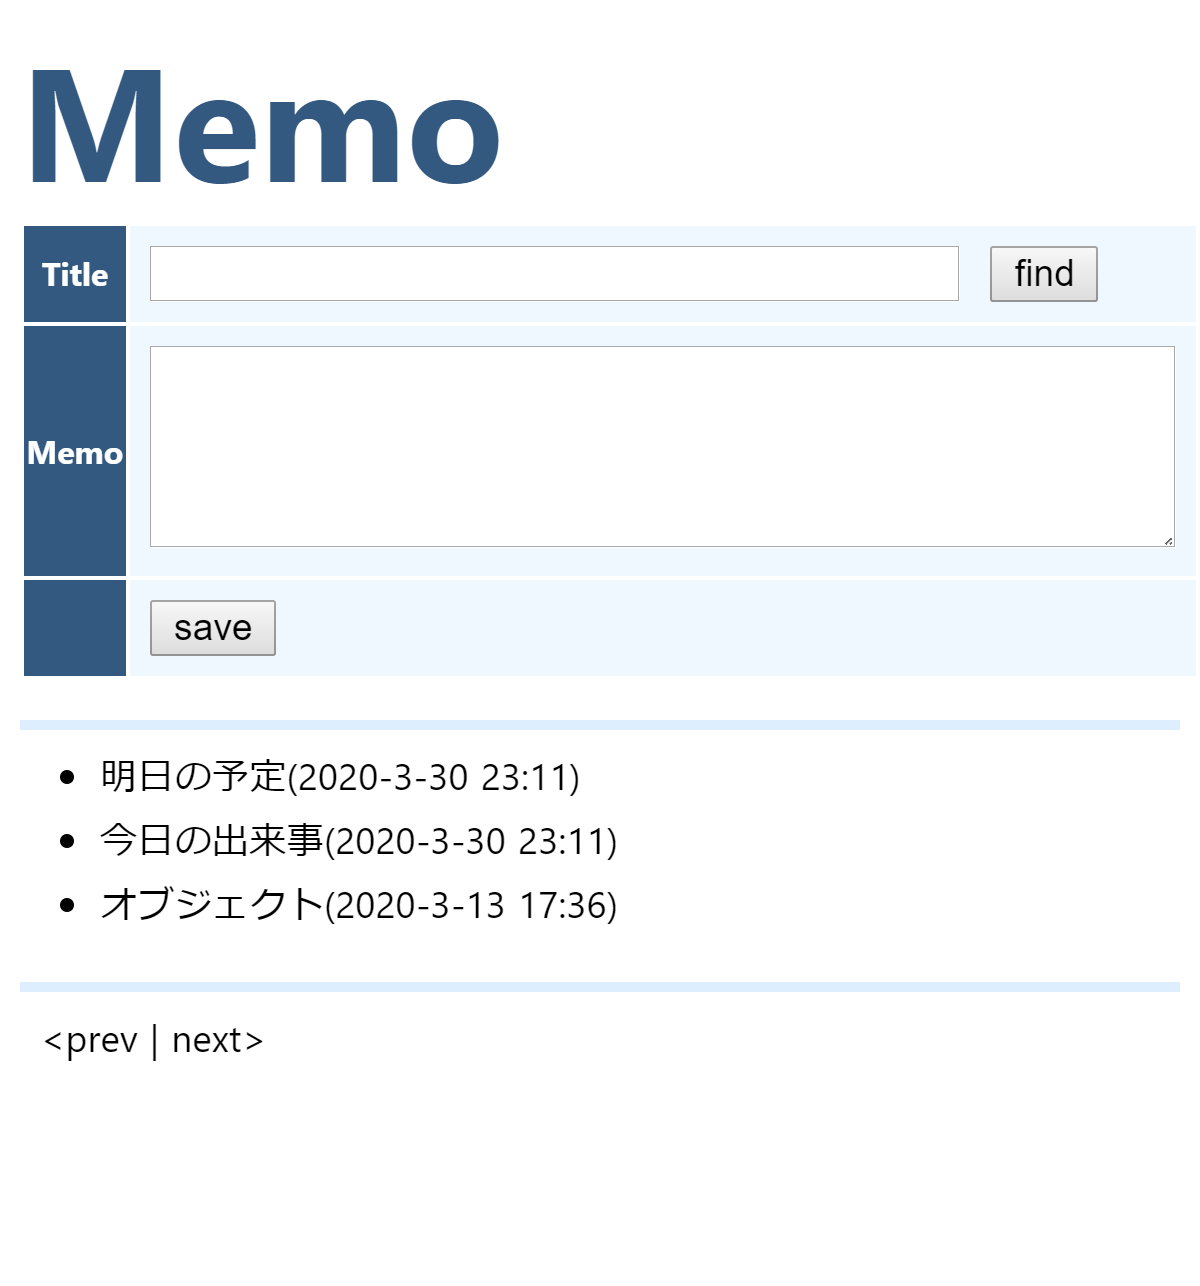 Memo
Title find
Memo
save
明日の予定(2020-3-30 23:11)
今日の出来事(2020-3-30 23:11)
オブジェクト(2020-3-13 17:36)
<prev | next>